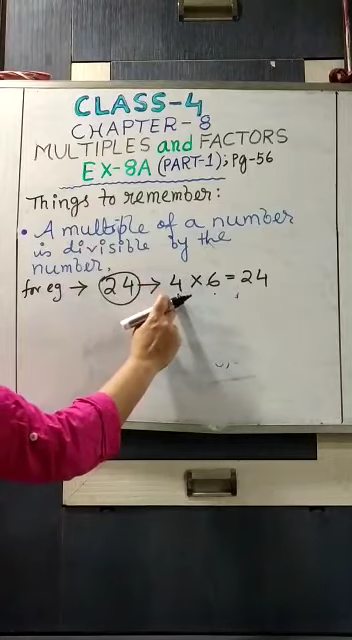 CLASS-4
CHAPTER-8
MULTIPLES and FACTORS
EX-8A (PART-1); Pg-56
Things to remember:
• A multiple of a number
is divisible by the
number.
for eg → 24 → 4 × 6 = 24